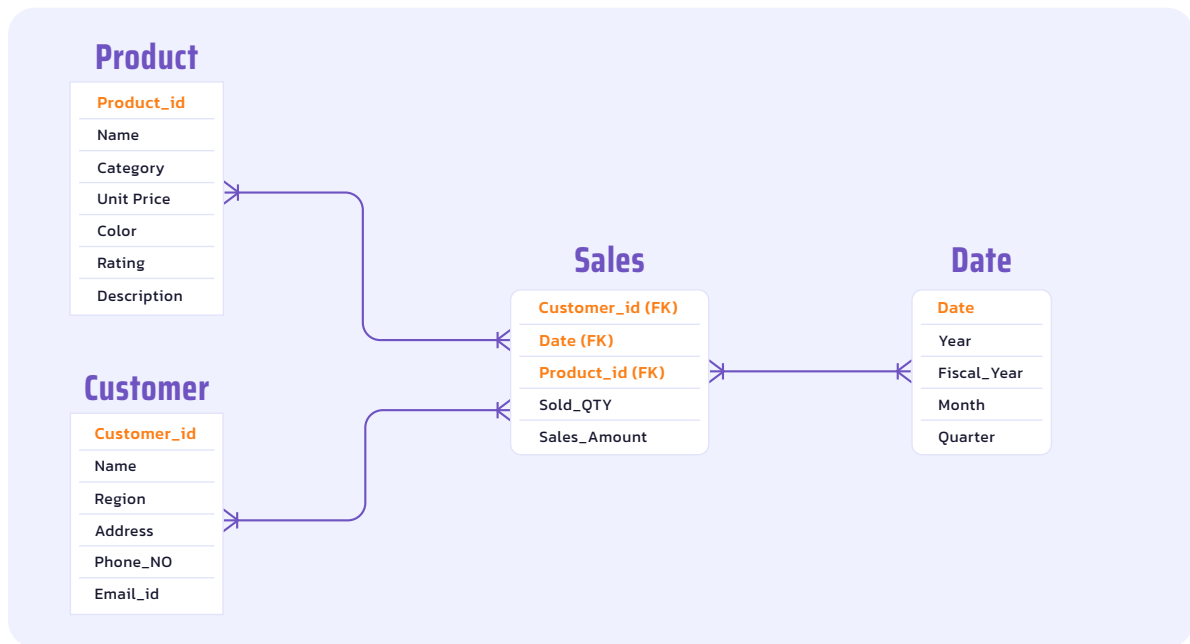 Product
Product_id
Name
Category
Unit Price
Color
Rating
Description
Customer
Customer_id
Name
Region
Address
Phone_NO
Email_id
Sales
Customer_id (FK)
Date (FK)
Product_id (FK)
Sold_QTY
Sales_Amount
Date
Date
Year
Fiscal_Year
Month
Quarter